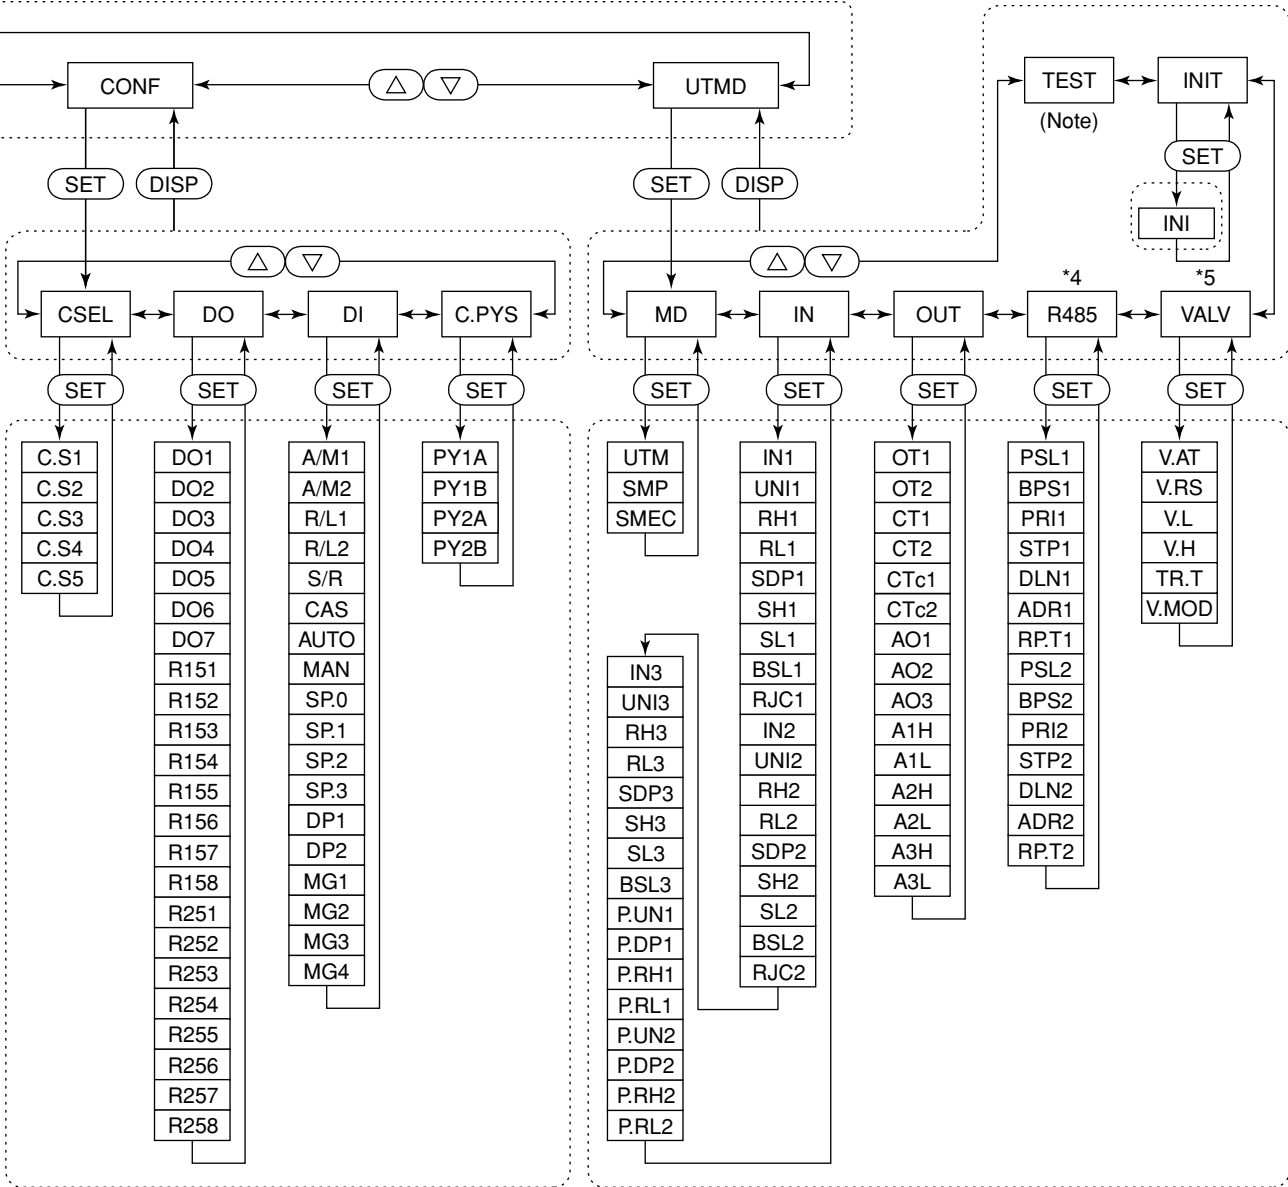 CONF
UTMD
TEST
INIT
(Note)
SET
DISP
SET
DISP
SET
INI
*4
*5
CSEL
DO
DI
C.PYS
MD
IN
OUT
R485
VALV
SET
SET
SET
SET
SET
SET
SET
SET
SET
C.S1
C.S2
C.S3
C.S4
C.S5
DO1
DO2
DO3
DO4
DO5
DO6
DO7
R151
R152
R153
R154
R155
R156
R157
R158
R251
R252
R253
R254
R255
R256
R257
R258
A/M1
A/M2
R/L1
R/L2
S/R
CAS
AUTO
MAN
SP.0
SP.1
SP.2
SP.3
DP1
DP2
MG1
MG2
MG3
MG4
PY1A
PY1B
PY2A
PY2B
UTM
SMP
SMEC
IN1
UNI1
RH1
RL1
SDP1
SH1
SL1
BSL1
RJC1
IN2
UNI2
RH2
RL2
SDP2
SH2
SL2
BSL2
RJC2
IN3
UNI3
RH3
RL3
SDP3
SH3
SL3
BSL3
P.UN1
P.DP1
P.RH1
P.RL1
P.UN2
P.DP2
P.RH2
P.RL2
OT1
OT2
CT1
CT2
CTc1
CTc2
AO1
AO2
AO3
A1H
A1L
A2H
A2L
A3H
A3L
PSL1
BPS1
PRI1
STP1
DLN1
ADR1
RP.T1
PSL2
BPS2
PRI2
STP2
DLN2
ADR2
RP.T2
V.AT
V.RS
V.L
V.H
TR.T
V.MOD